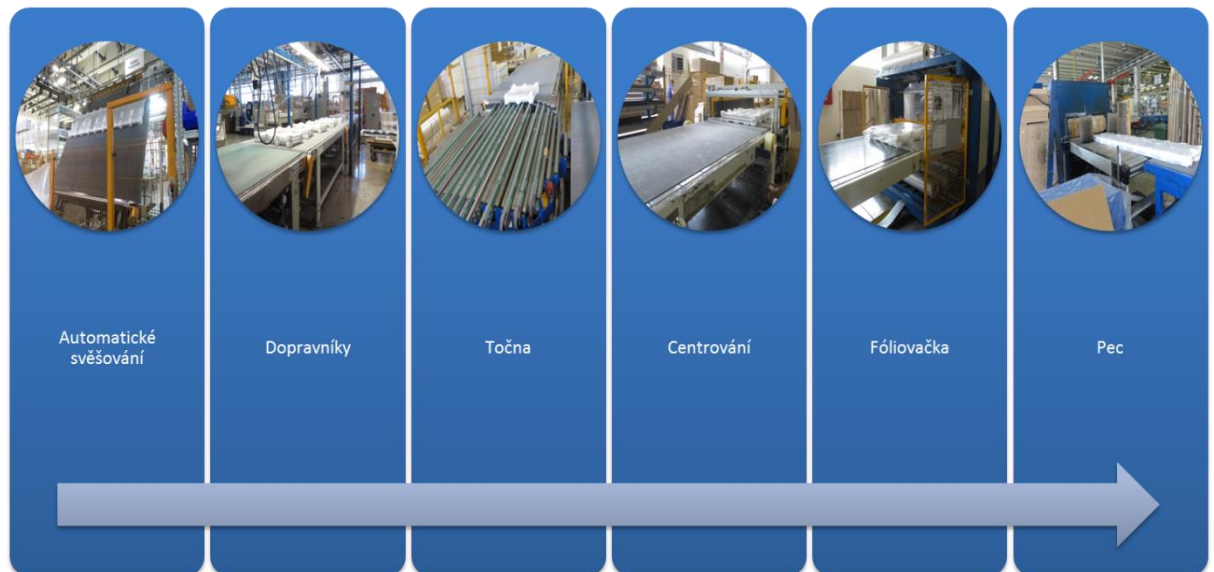 Automatické
svěšování
Dopravníky
Točna
Centrování
Fóliovačka
Pec